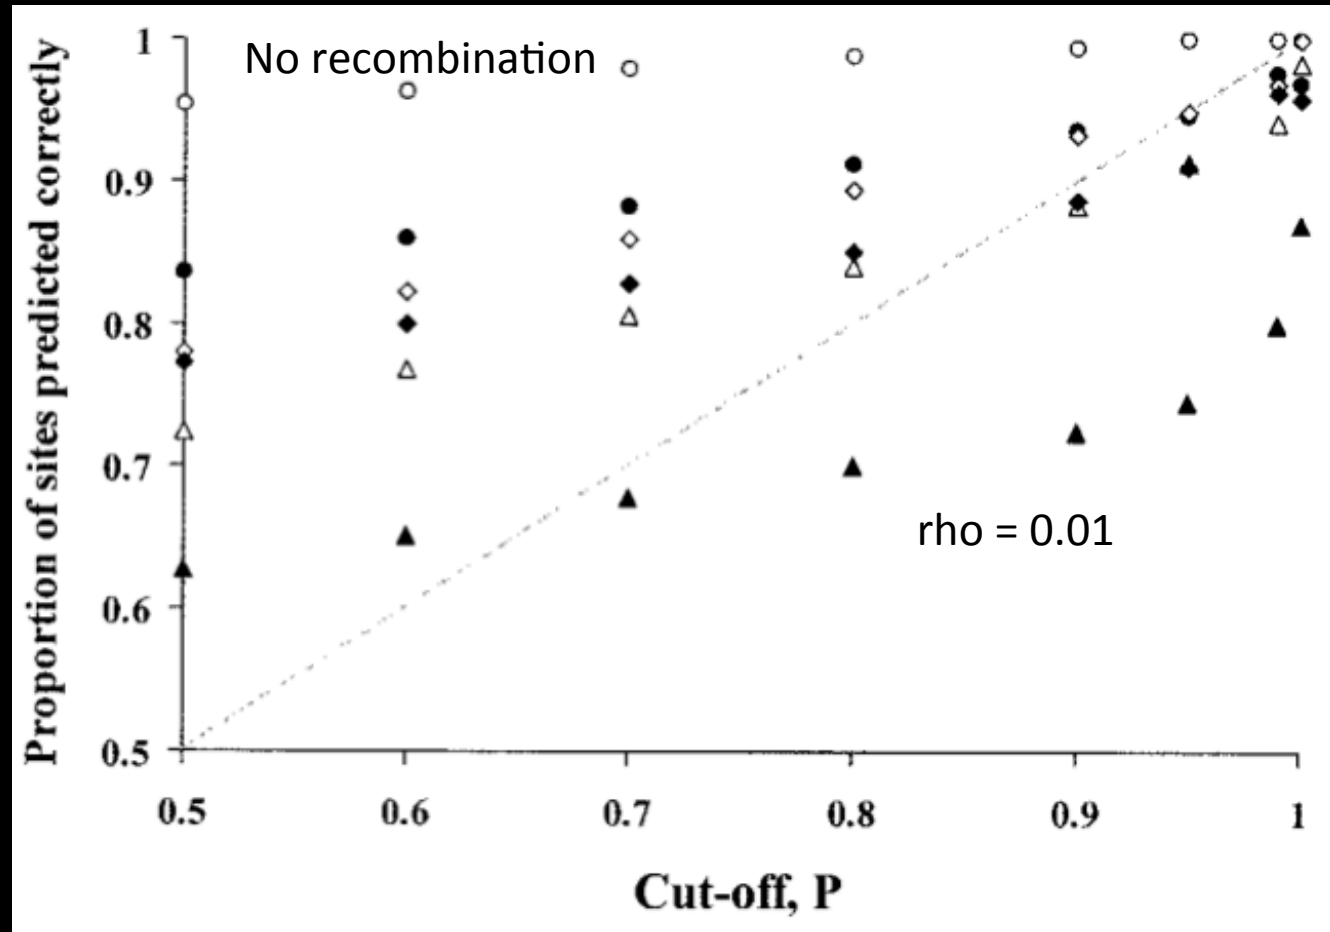 Proportion of sites predicted correctly
No recombination
rho = 0.01
1
0.9
0.8
0.7
0.6
0.5
0.5 0.6 0.7 0.8 0.9 1
Cut-off, P